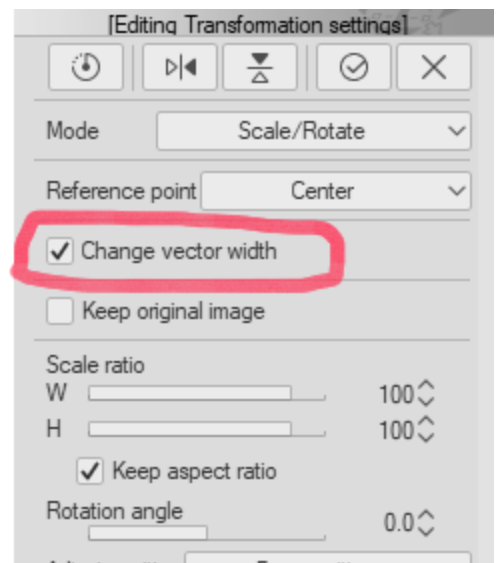 [Editing Transformation settings]
Mode Scale/Rotate
Reference point Center
Change vector width
Keep original image
Scale ratio
W 100
H 100
Keep aspect ratio
Rotation angle 0.0